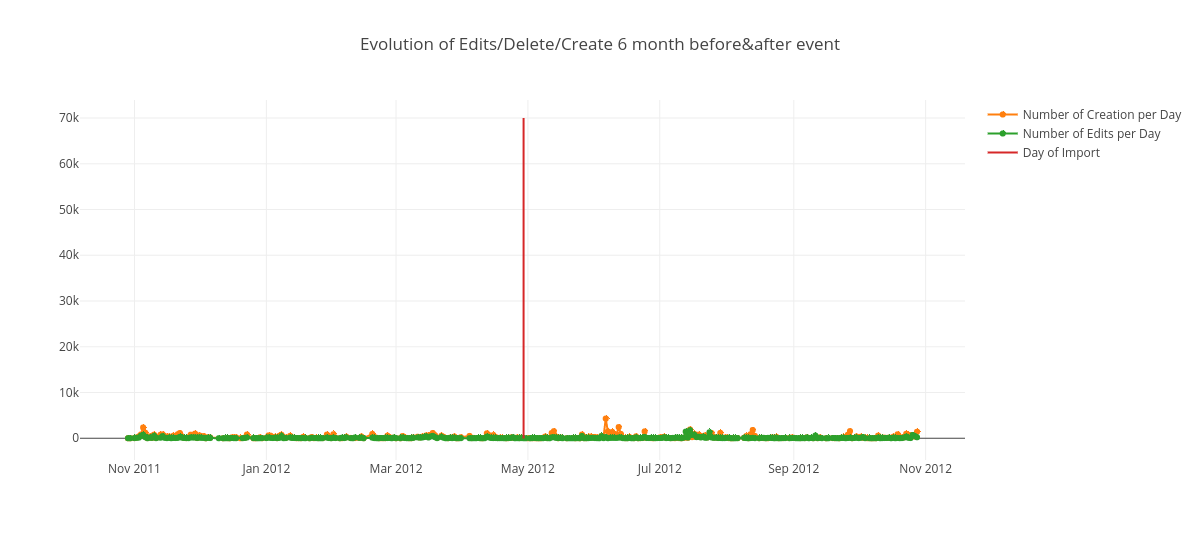 Evolution of Edits/Delete/Create 6 month before&after event
70k
60k
50k
40k
30k
20k
10k
0
Nov 2011
Jan 2012
Mar 2012
May 2012
Jul 2012
Sep 2012
Nov 2012
Number of Creation per Day
Number of Edits per Day
Day of Import